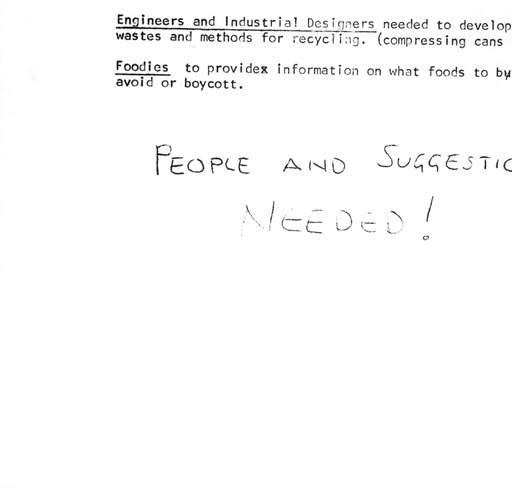 Engineers and Industrial Designers needed to develop
wastes and methods for recycling. (compressing cans
Foodies to providex information on what foods to by
avoid or boycott.
PEOPLE AND SUGGESTIO
NEEDED!